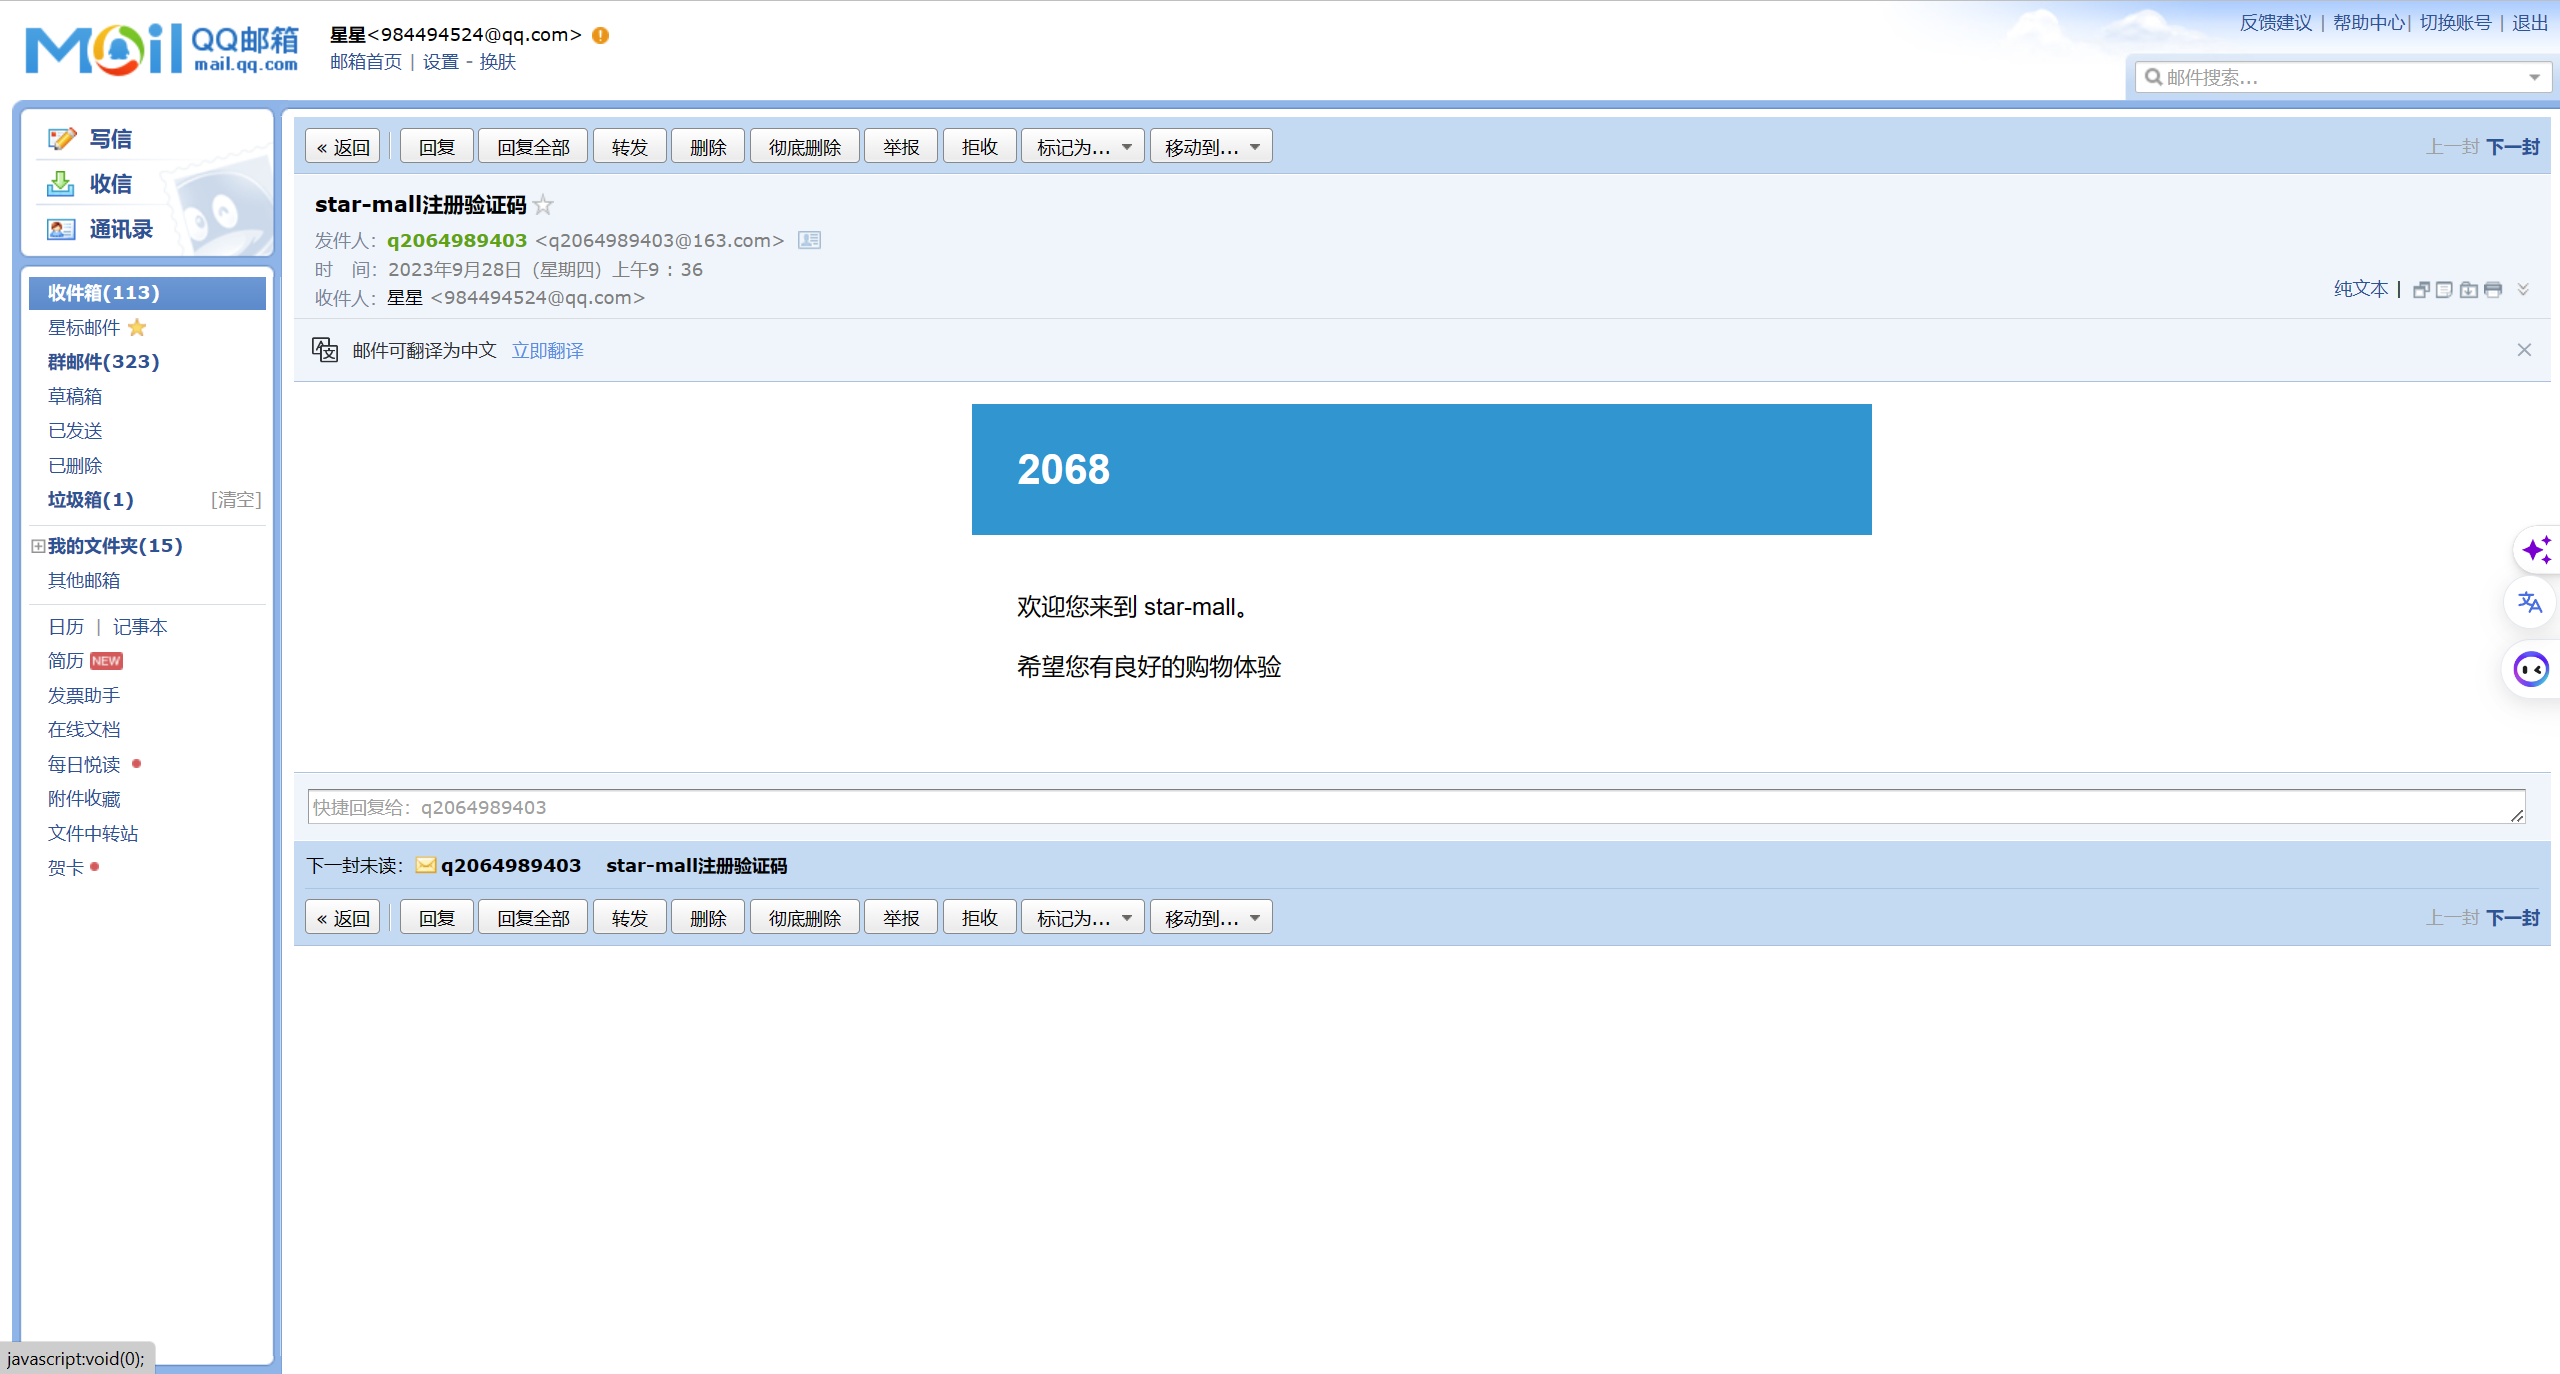 Mail QQ邮箱 mail.qq.com
星星<984494524@qq.com>
邮箱首页 | 设置 - 换肤
反馈建议 | 帮助中心| 切换账号 | 退出
邮件搜索...
写信
收信
通讯录
收件箱(113)
星标邮件
群邮件(323)
草稿箱
已发送
已删除
垃圾箱(1) [清空]
我的文件夹(15)
其他邮箱
日历 | 记事本
简历 NEW
发票助手
在线文档
每日悦读
附件收藏
文件中转站
贺卡
« 返回 回复 回复全部 转发 删除 彻底删除 举报 拒收 标记为... 移动到... 上一封 下一封
star-mall注册验证码
发件人：q2064989403 <q2064989403@163.com>
时 间：2023年9月28日（星期四）上午9：36
收件人：星星 <984494524@qq.com>
纯文本 |
邮件可翻译为中文 立即翻译
2068
欢迎您来到 star-mall。
希望您有良好的购物体验
快捷回复给：q2064989403
下一封未读： q2064989403 star-mall注册验证码
« 返回 回复 回复全部 转发 删除 彻底删除 举报 拒收 标记为... 移动到... 上一封 下一封
javascript:void(0);